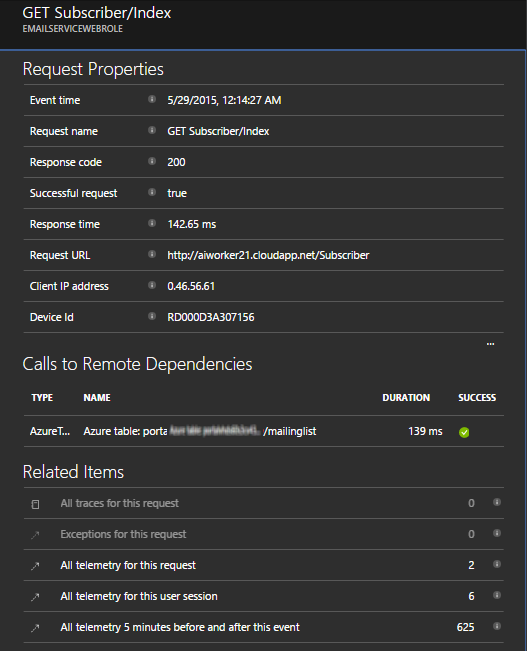 GET Subscriber/Index
EMAILSERVICEWEBROLE
Request Properties
Event time 5/29/2015, 12:14:27 AM
Request name GET Subscriber/Index
Response code 200
Successful request true
Response time 142.65 ms
Request URL http://aiworker21.cloudapp.net/Subscriber
Client IP address 0.46.56.61
Device Id RD000D3A307156
...
Calls to Remote Dependencies
TYPE NAME DURATION SUCCESS
AzureT... Azure table: porta /mailinglist 139 ms
Related Items
All traces for this request 0
Exceptions for this request 0
All telemetry for this request 2
All telemetry for this user session 6
All telemetry 5 minutes before and after this event 625